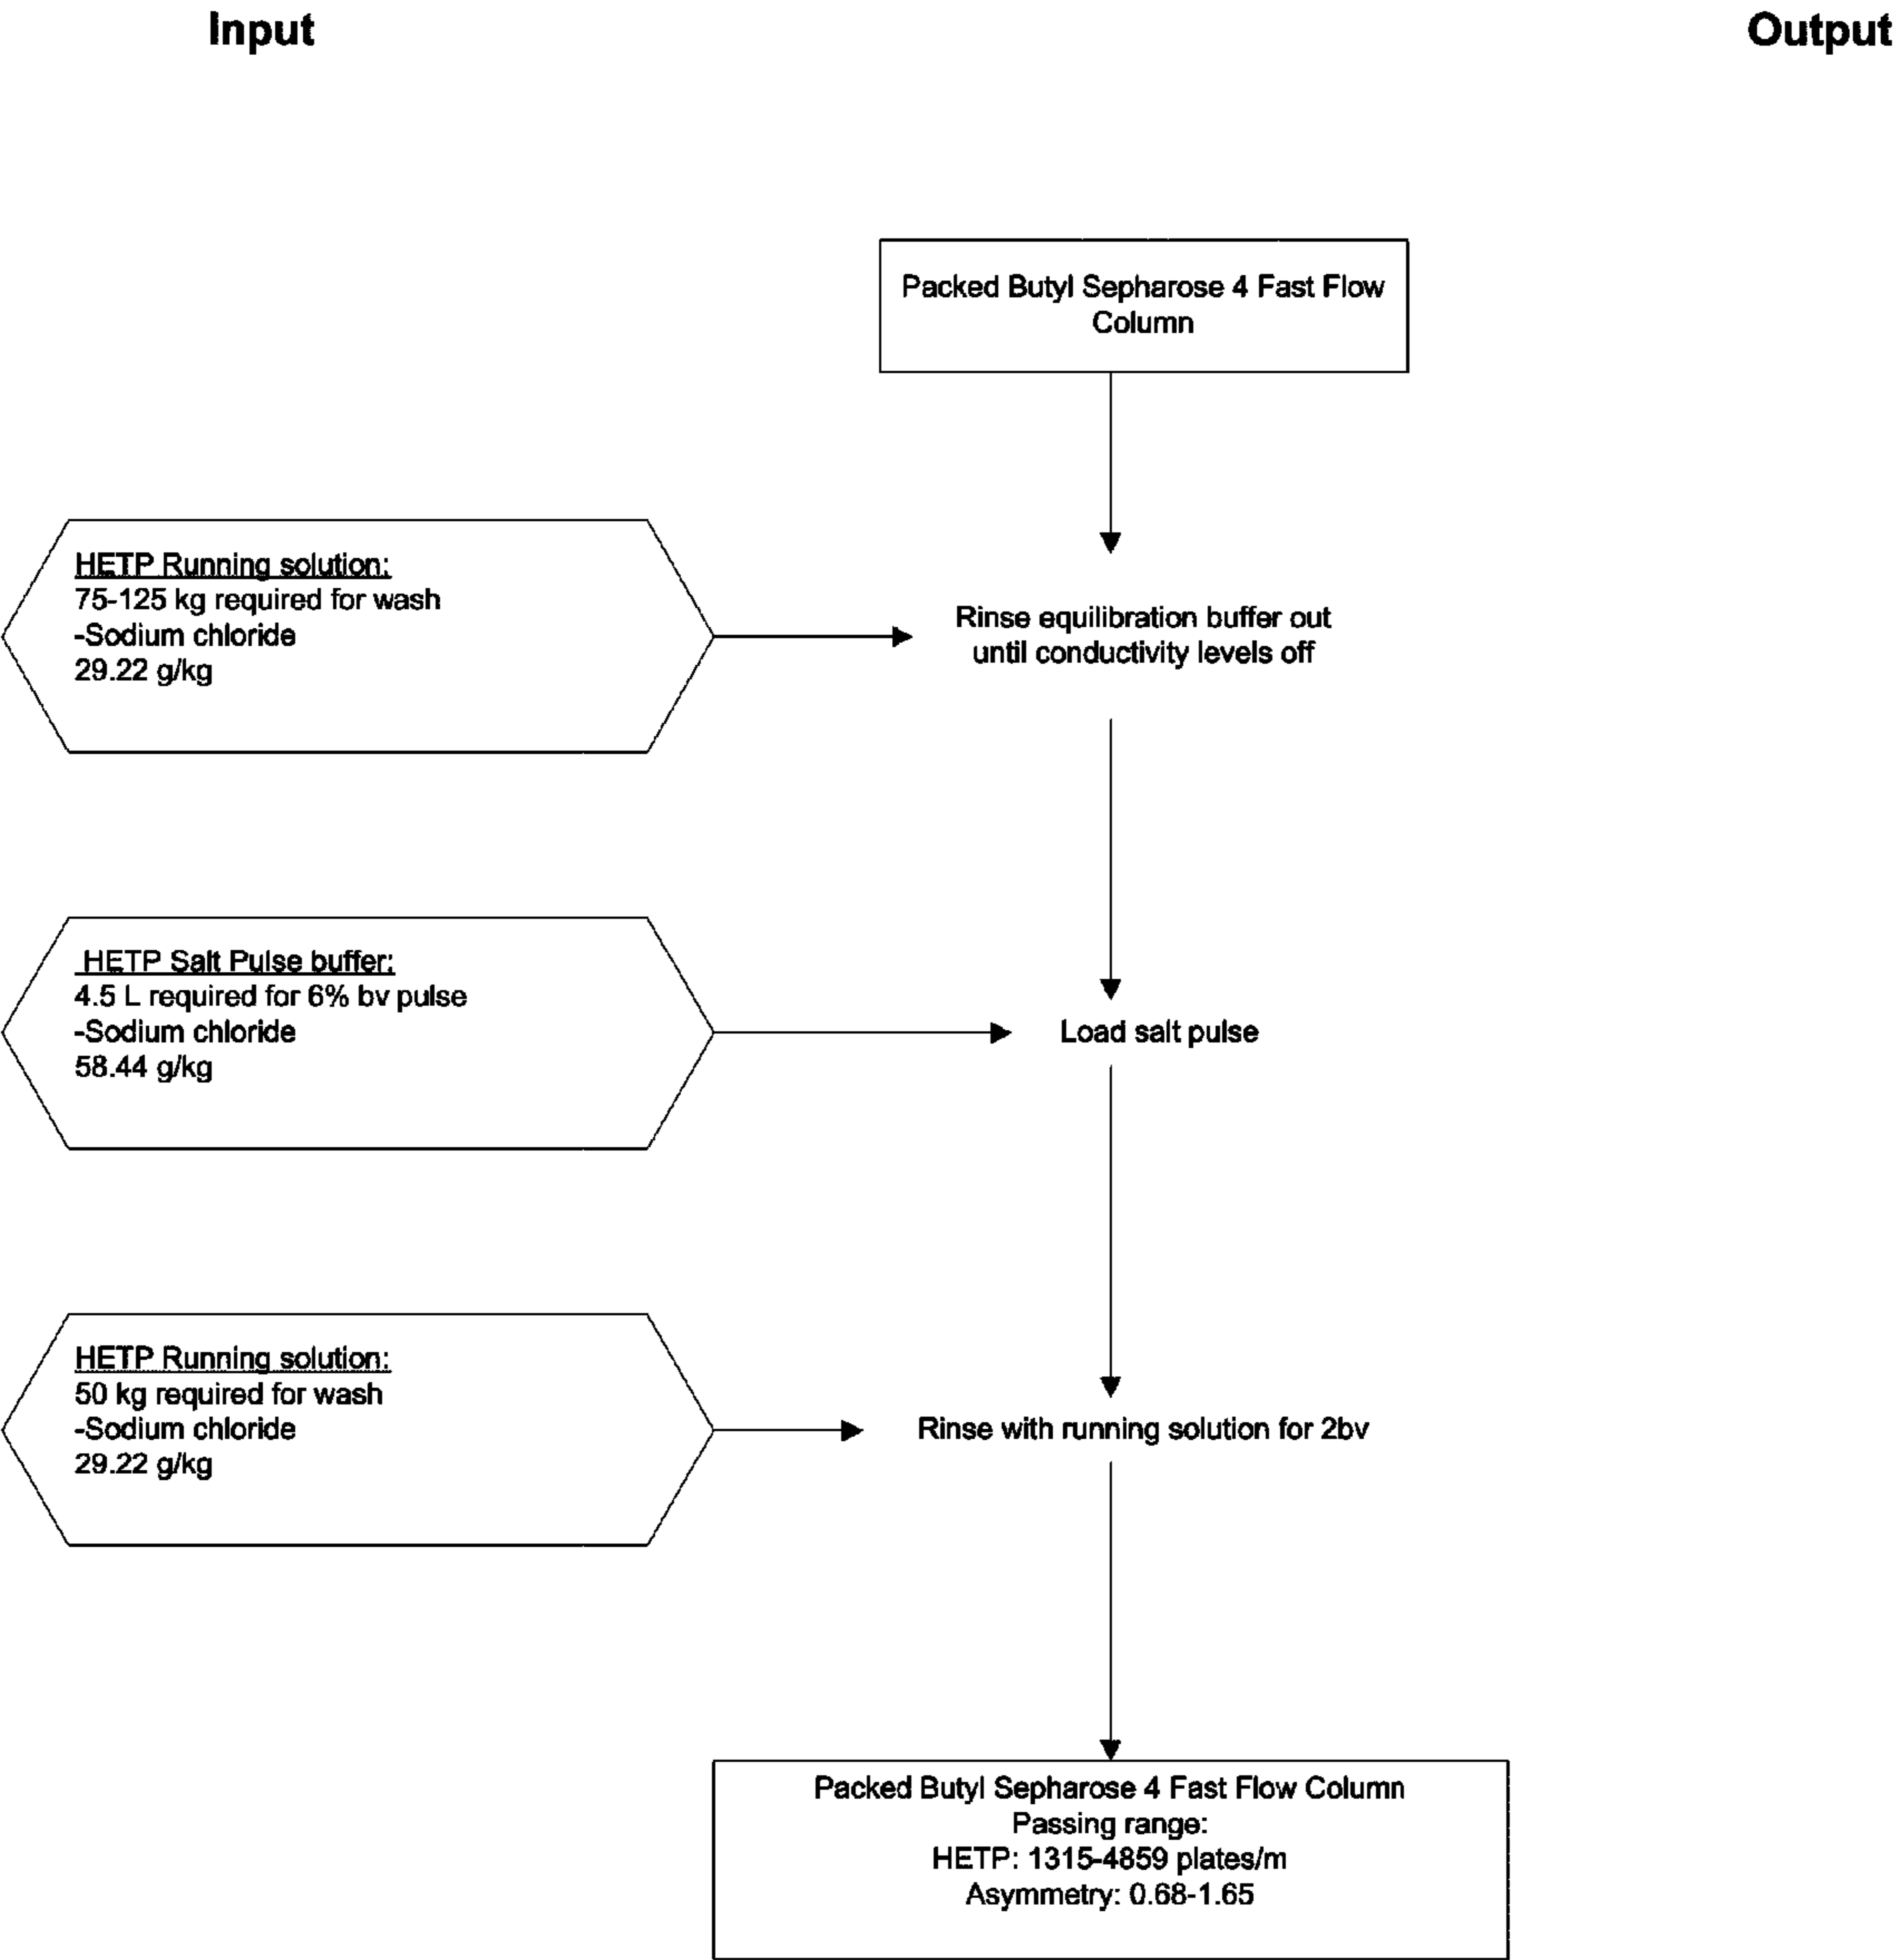 Input
Output
Packed Butyl Sepharose 4 Fast Flow
Column
HETP Running solution:
75-125 kg required for wash
-Sodium chloride
29.22 g/kg
Rinse equilibration buffer out
until conductivity levels off
HETP Salt Pulse buffer:
4.5 L required for 6% bv pulse
-Sodium chloride
58.44 g/kg
Load salt pulse
HETP Running solution:
50 kg required for wash
-Sodium chloride
29.22 g/kg
Rinse with running solution for 2bv
Packed Butyl Sepharose 4 Fast Flow Column
Passing range:
HETP: 1315-4859 plates/m
Asymmetry: 0.68-1.65